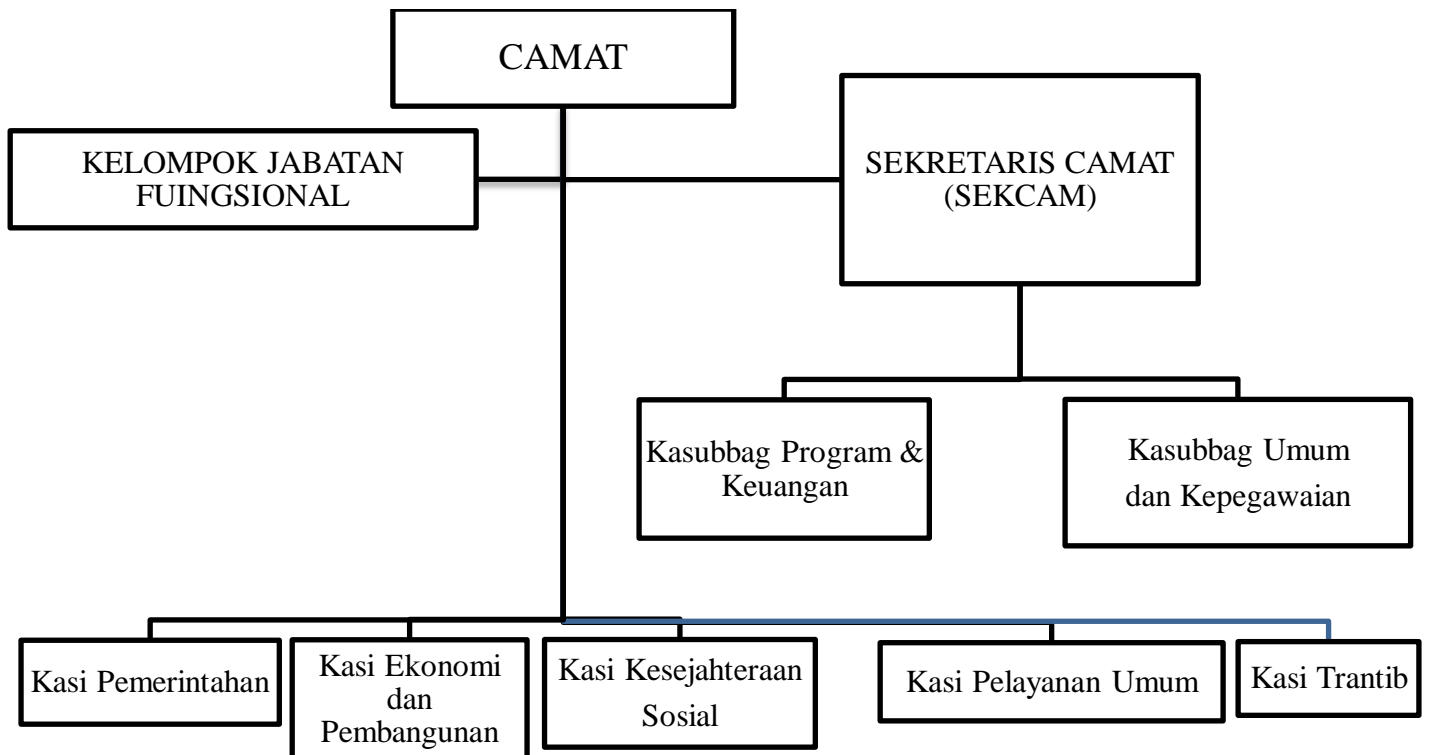 CAMAT
KELOMPOK JABATAN
FUINGSIONAL
SEKRETARIS CAMAT
(SEKCAM)
Kasubbag Program &
Keuangan
Kasubbag Umum
dan Kepegawaian
Kasi Pemerintahan
Kasi Ekonomi
dan
Pembangunan
Kasi Kesejahteraan
Sosial
Kasi Pelayanan Umum
Kasi Trantib